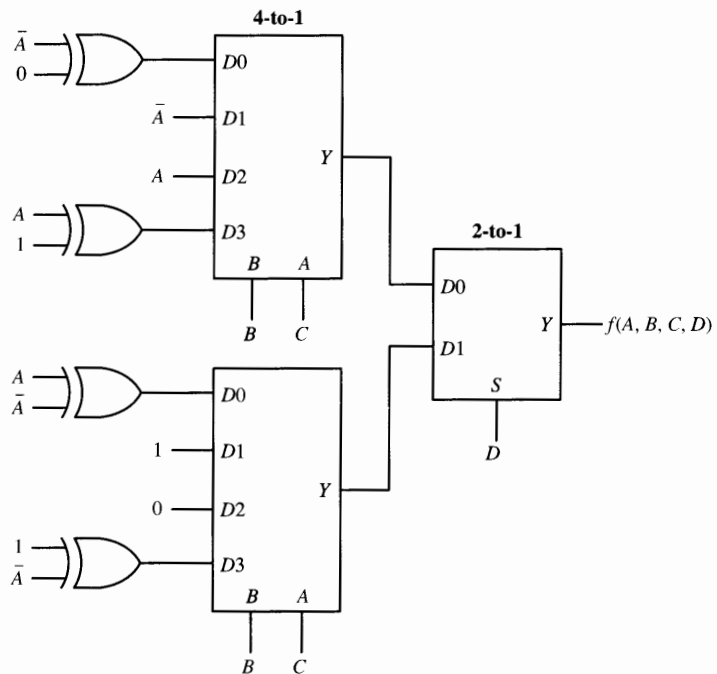 4-to-1
Ā
0
D0
Ā
D1
A
D2
Y
A
1
D3
B A
B C
2-to-1
D0
D1
Y
f(A, B, C, D)
S
D
A
Ā
D0
1
D1
0
D2
Y
1
Ā
D3
B A
B C